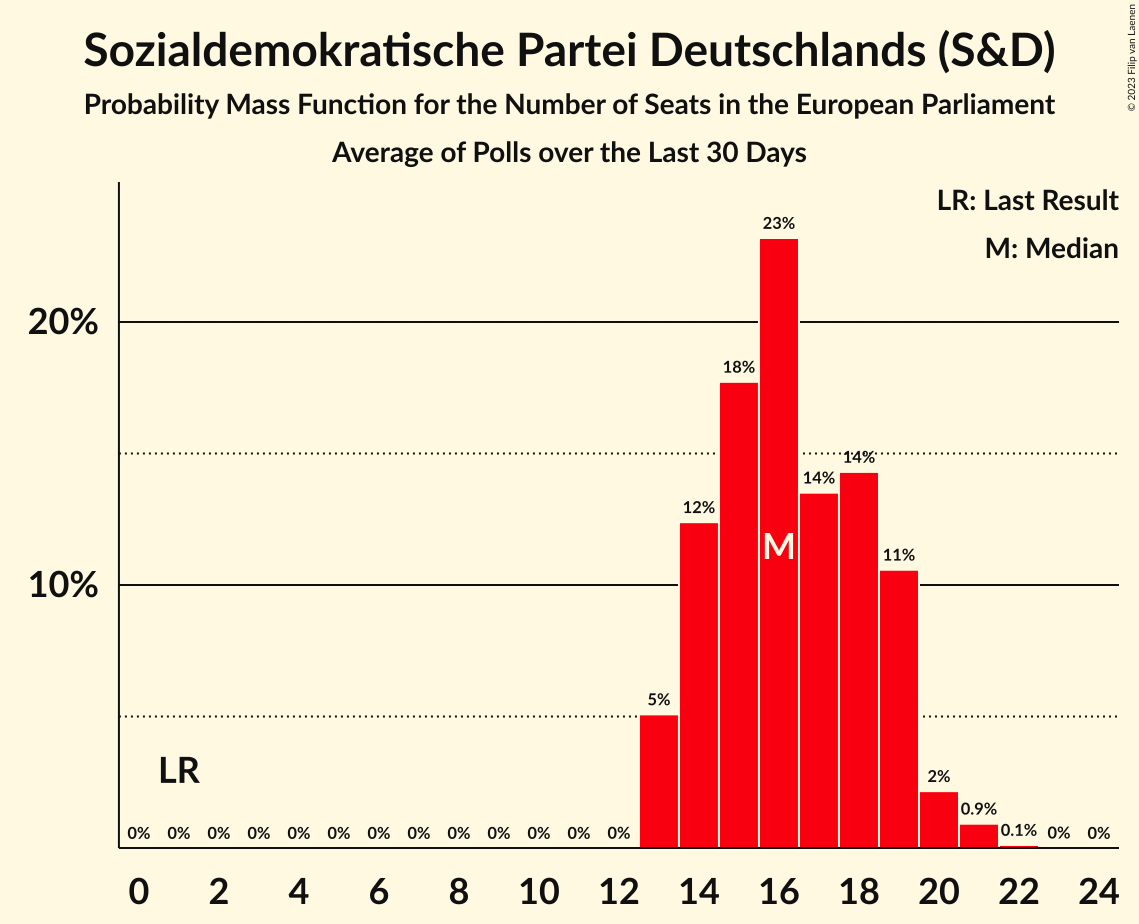 Sozialdemokratische Partei Deutschlands (S&D)
Probability Mass Function for the Number of Seats in the European Parliament
Average of Polls over the Last 30 Days
© 2023 Filip van Laenen
LR: Last Result
M: Median
20%
10%
23%
18%
14%
14%
12%
M
11%
5%
LR
2%
0.9%
0% 0% 0% 0% 0% 0% 0% 0% 0% 0% 0% 0% 0% 0.1% 0% 0%
0 2 4 6 8 10 12 14 16 18 20 22 24